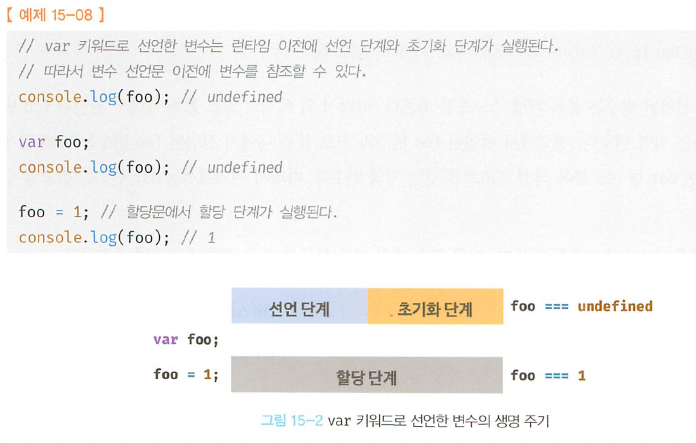 【 예제 15-08 】
// var 키워드로 선언한 변수는 런타임 이전에 선언 단계와 초기화 단계가 실행된다.
// 따라서 변수 선언문 이전에 변수를 참조할 수 있다.
console.log(foo); // undefined
var foo;
console.log(foo); // undefined
foo = 1; // 할당문에서 할당 단계가 실행된다.
console.log(foo); // 1
선언 단계 초기화 단계 foo === undefined
var foo;
foo = 1; 할당 단계 foo === 1
그림 15-2 var 키워드로 선언한 변수의 생명 주기